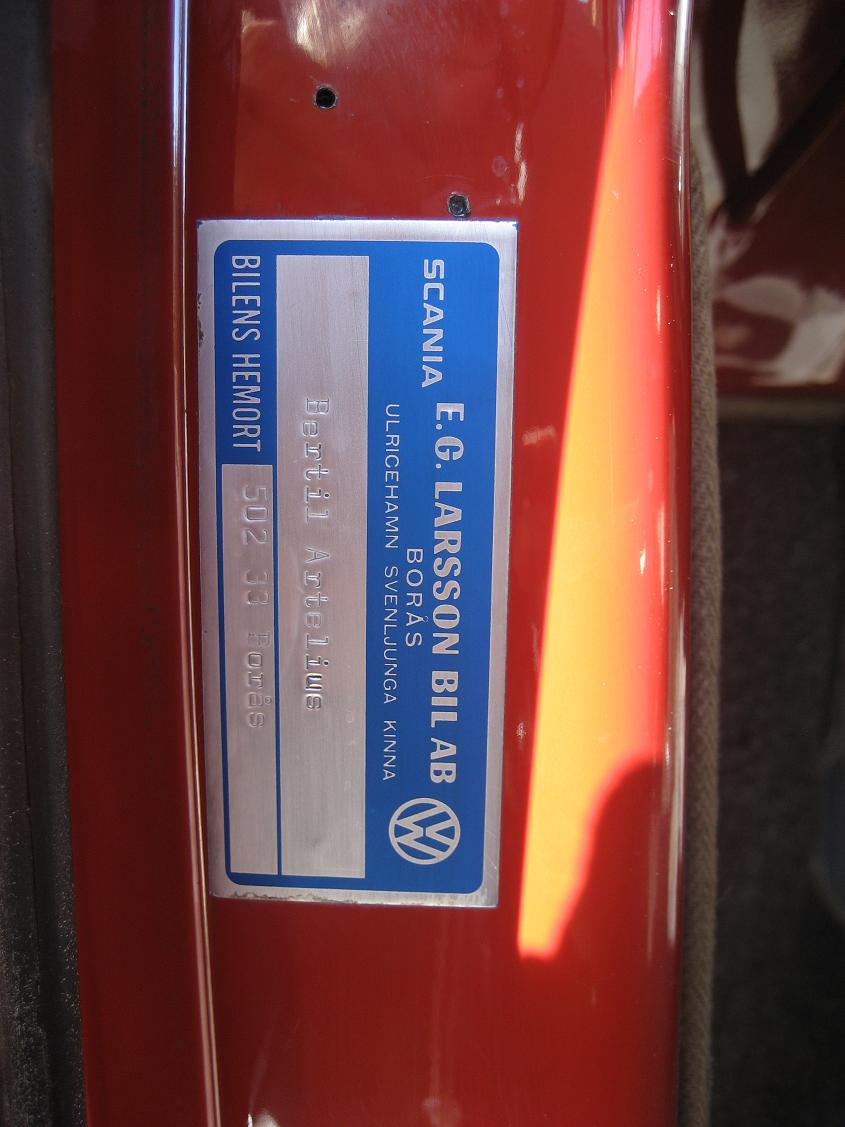 SCANIA E.G. LARSSON BIL AB
BORÅS
ULRICEHAMN SVENLJUNGA KINNA
Bertil Artelius
BILENS HEMORT 502 33 Borås